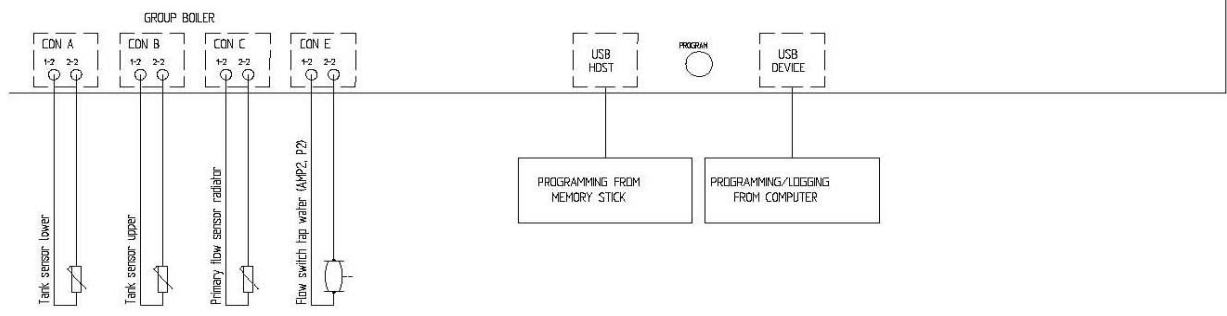 GROUP BOILER
CON A
1-2 2-2
CON B
1-2 2-2
CON C
1-2 2-2
CON E
1-2 2-2
USB
HOST
PROGRAM
USB
DEVICE
Tank sensor lower
Tank sensor upper
Primary flow sensor radiator
Flow switch tap water (AMP2, P2)
PROGRAMMING FROM
MEMORY STICK
PROGRAMMING/LOGGING
FROM COMPUTER